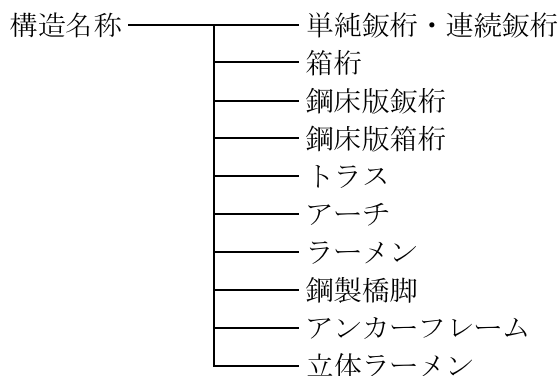 構造名称 単純鈑桁・連続鈑桁
箱桁
鋼床版鈑桁
鋼床版箱桁
トラス
アーチ
ラーメン
鋼製橋脚
アンカーフレーム
立体ラーメン